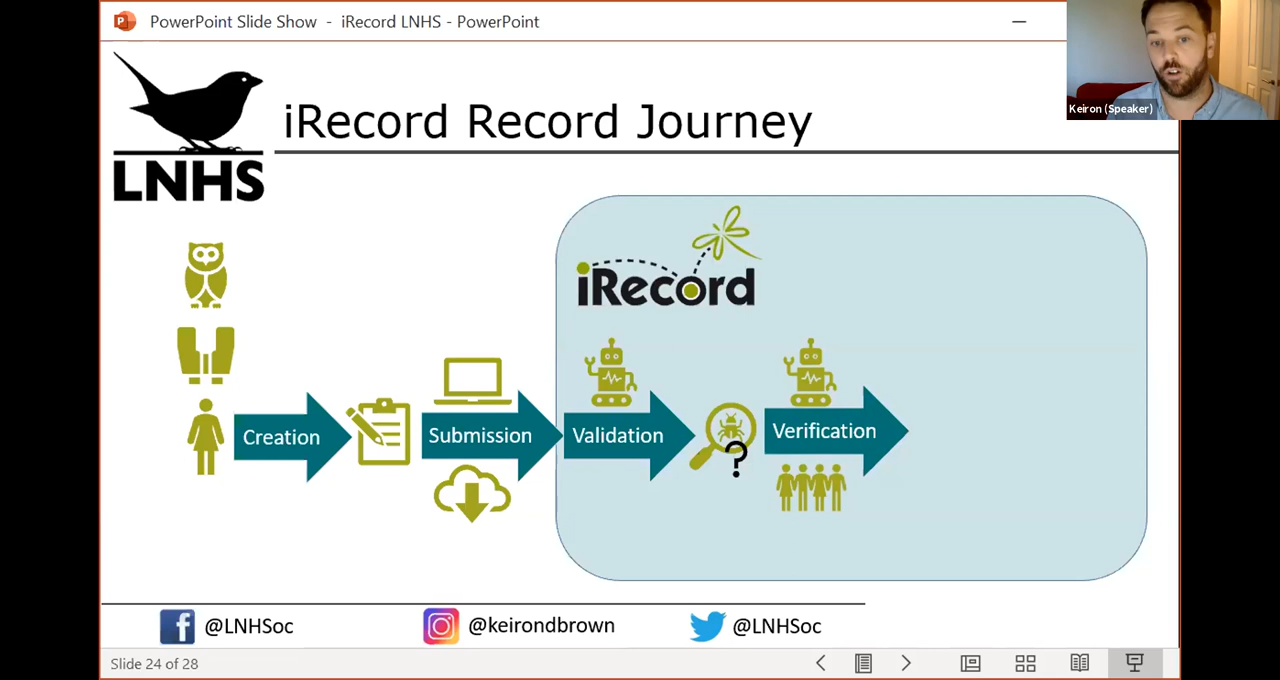 PowerPoint Slide Show - iRecord LNHS - PowerPoint
Keiron (Speaker)
LNHS
iRecord Record Journey
iRecord
Creation
Submission
Validation
?
Verification
@LNHSoc
@keirondbrown
@LNHSoc
Slide 24 of 28